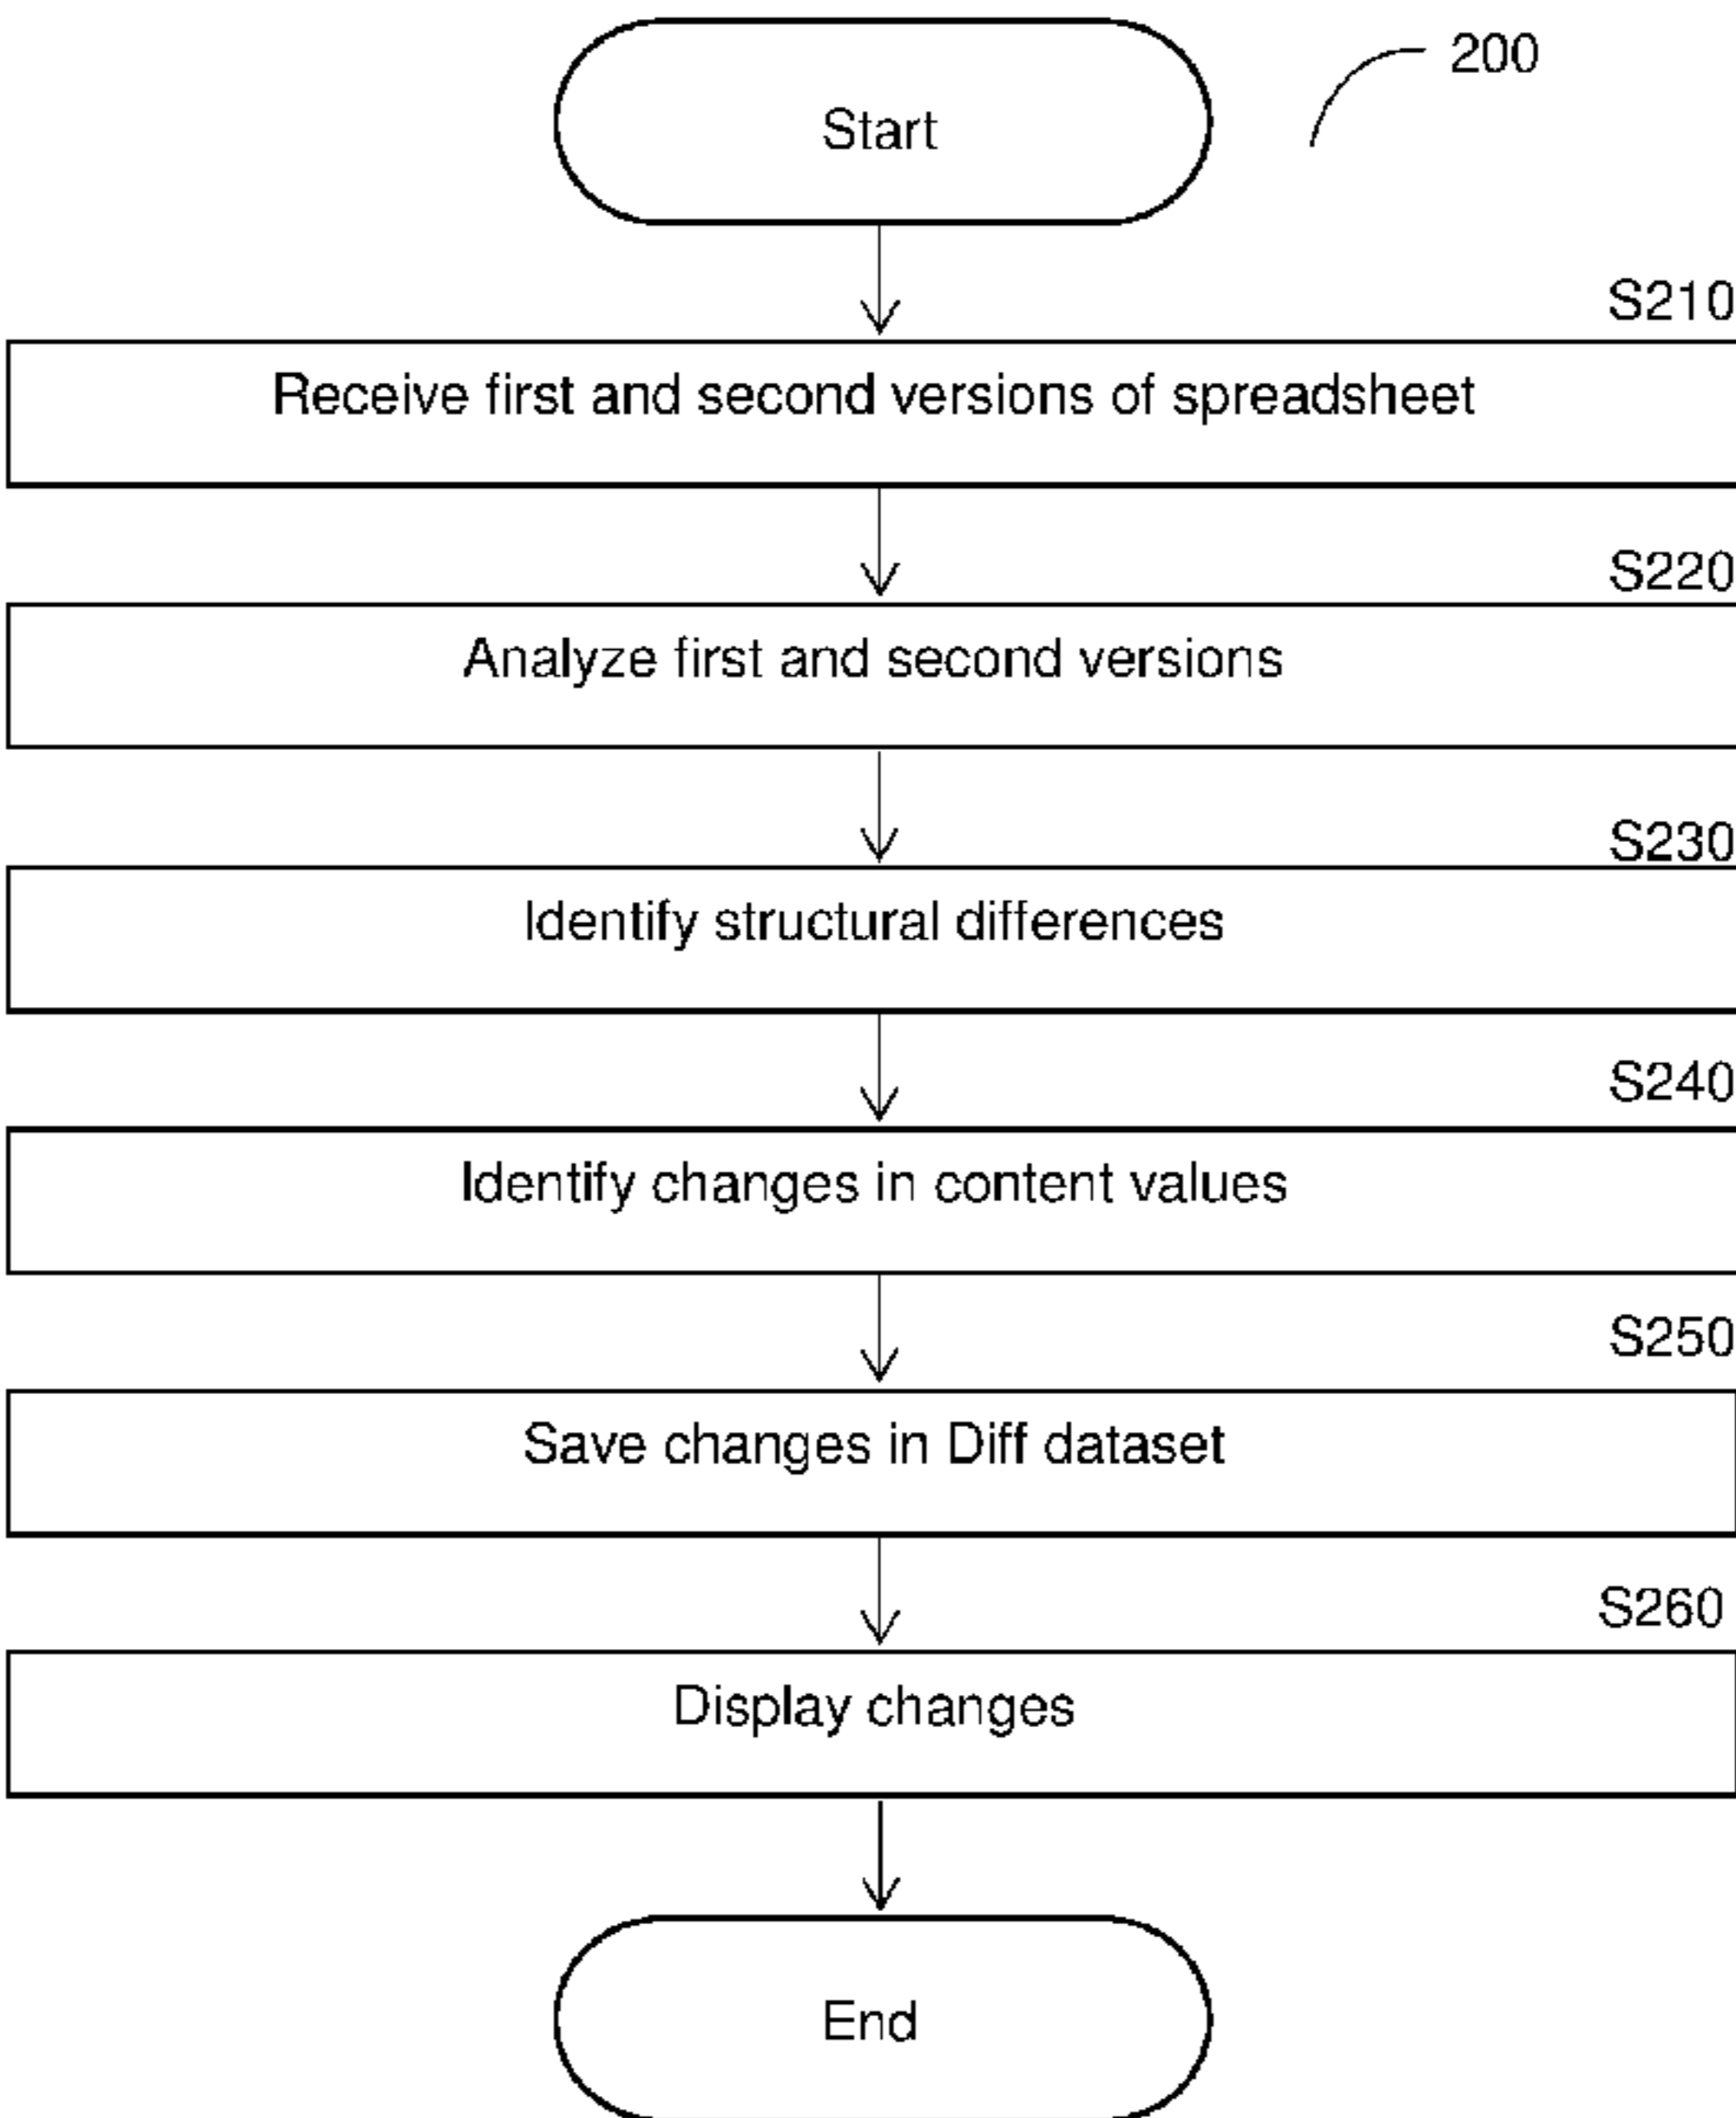 Start
200
S210
Receive first and second versions of spreadsheet
S220
Analyze first and second versions
S230
Identify structural differences
S240
Identify changes in content values
S250
Save changes in Diff dataset
S260
Display changes
End